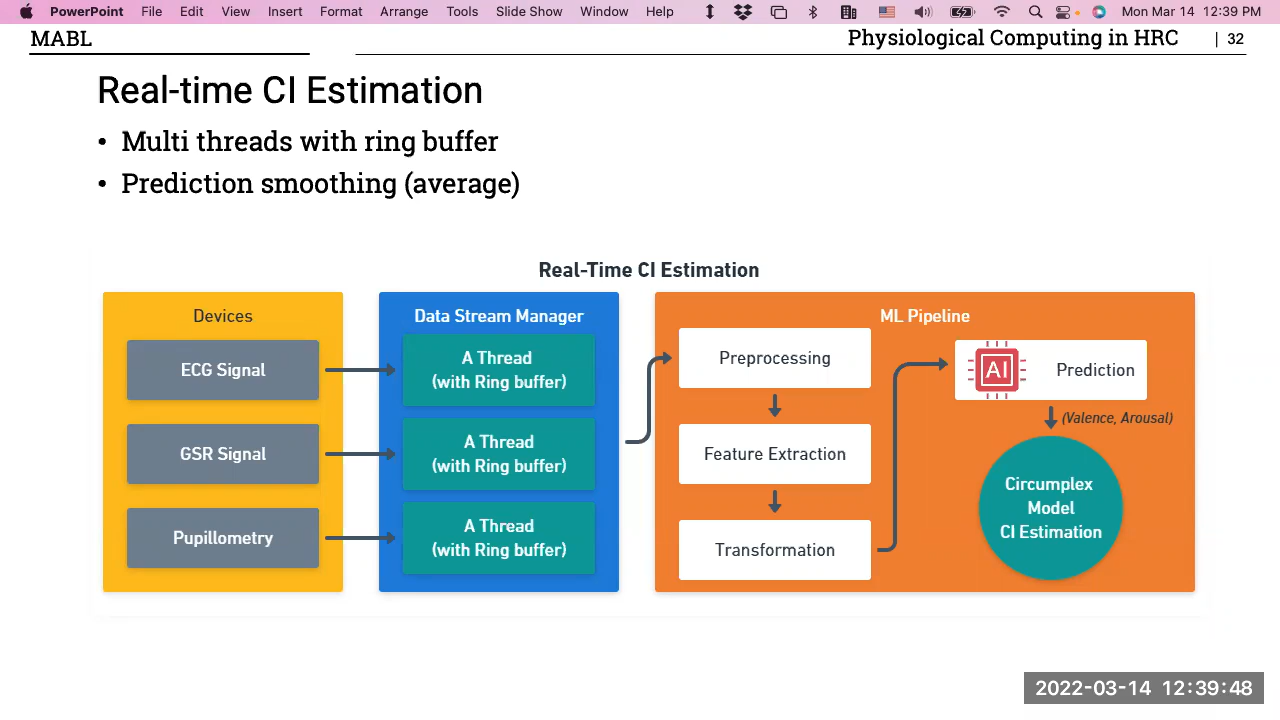 PowerPoint File Edit View Insert Format Arrange Tools Slide Show Window Help Mon Mar 14 12:39 PM
MABL
Physiological Computing in HRC | 32
Real-time CI Estimation
• Multi threads with ring buffer
• Prediction smoothing (average)
Real-Time CI Estimation
Devices
ECG Signal
GSR Signal
Pupillometry
Data Stream Manager
A Thread
(with Ring buffer)
A Thread
(with Ring buffer)
A Thread
(with Ring buffer)
ML Pipeline
Preprocessing
Feature Extraction
Transformation
AI Prediction
(Valence, Arousal)
Circumplex
Model
CI Estimation
2022-03-14 12:39:48